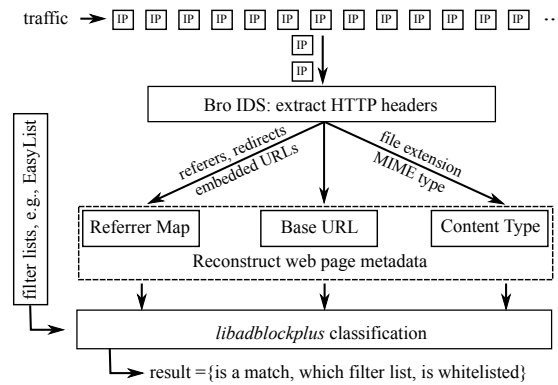 traffic IP IP IP IP IP IP IP IP IP IP IP IP IP ..
IP
IP
Bro IDS: extract HTTP headers
referers, redirects
embedded URLs
file extension
MIME type
filter lists, e.g., EasyList
Referrer Map Base URL Content Type
Reconstruct web page metadata
libadblockplus classification
result ={is a match, which filter list, is whitelisted}